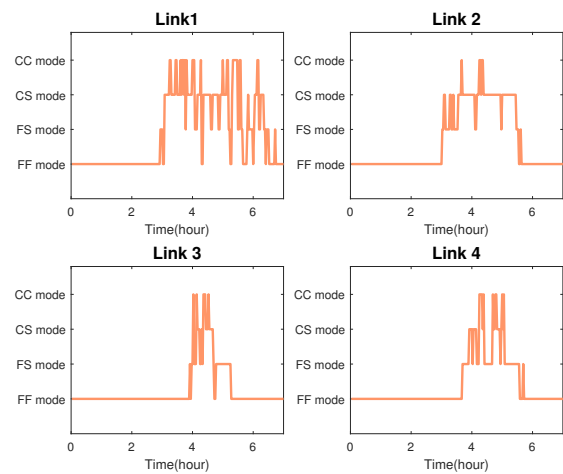 Link1
CC mode
CS mode
FS mode
FF mode
0 2 4 6
Time(hour)
Link 2
CC mode
CS mode
FS mode
FF mode
0 2 4 6
Time(hour)
Link 3
CC mode
CS mode
FS mode
FF mode
0 2 4 6
Time(hour)
Link 4
CC mode
CS mode
FS mode
FF mode
0 2 4 6
Time(hour)